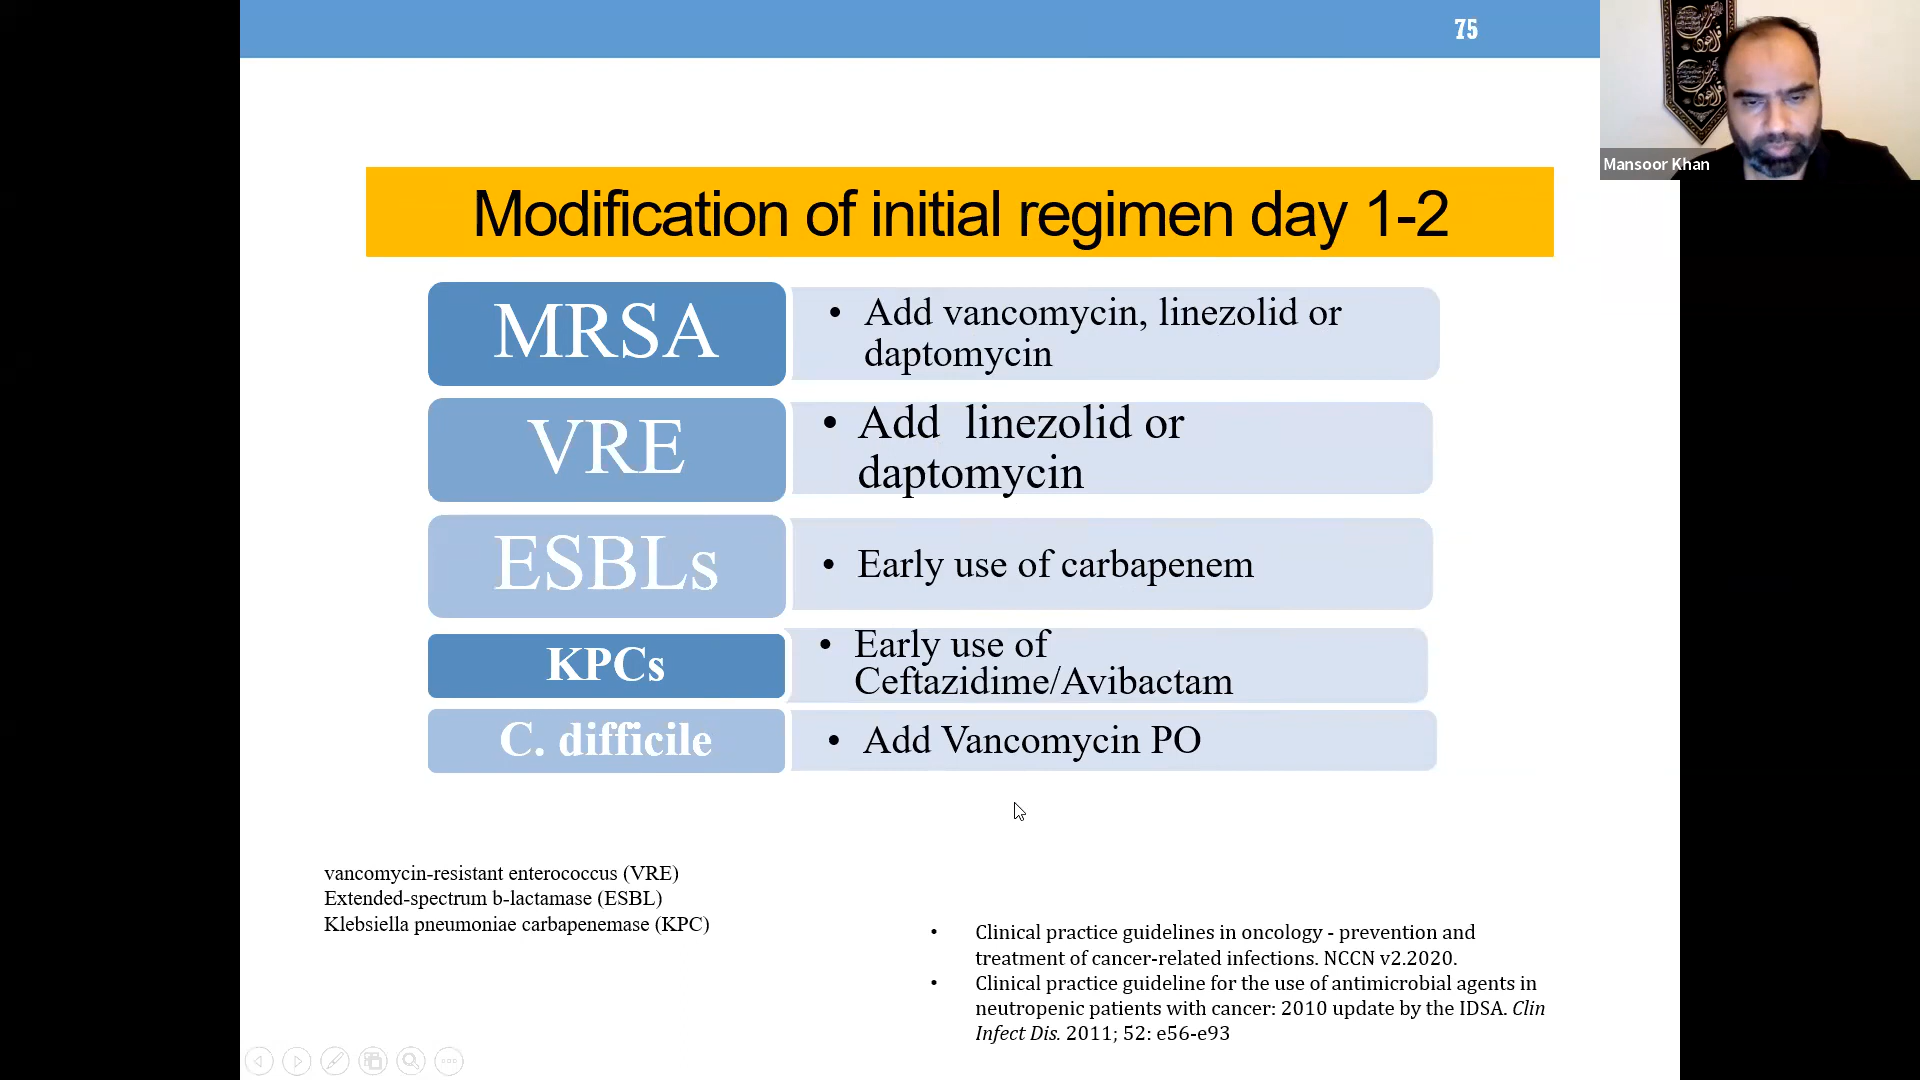 75
Mansoor Khan
Modification of initial regimen day 1-2
MRSA
• Add vancomycin, linezolid or
daptomycin
VRE
• Add linezolid or
daptomycin
ESBLs
• Early use of carbapenem
KPCs
• Early use of
Ceftazidime/Avibactam
C. difficile
• Add Vancomycin PO
vancomycin-resistant enterococcus (VRE)
Extended-spectrum b-lactamase (ESBL)
Klebsiella pneumoniae carbapenemase (KPC)
• Clinical practice guidelines in oncology - prevention and
treatment of cancer-related infections. NCCN v2.2020.
• Clinical practice guideline for the use of antimicrobial agents in
neutropenic patients with cancer: 2010 update by the IDSA. Clin
Infect Dis. 2011; 52: e56-e93